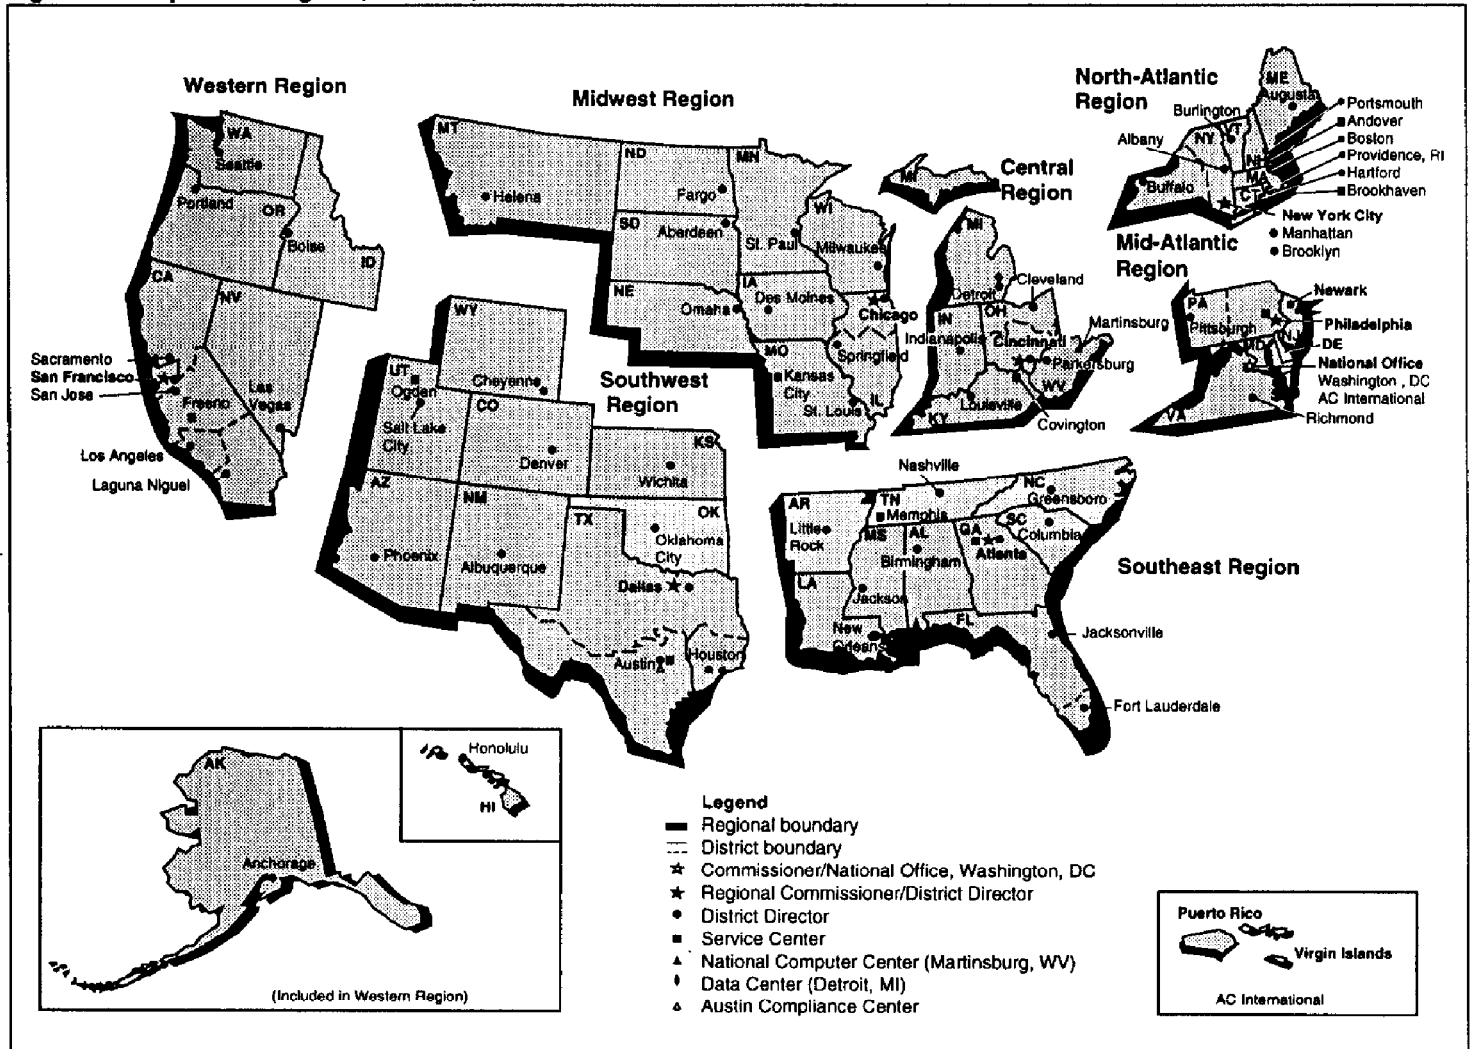 Western Region
WA
Seattle
Portland
OR
Boise
ID
CA
NV
Sacramento
San Francisco
San Jose
Fresno
Las
Vegas
Los Angeles
Laguna Niguel
Midwest Region
MT
Helena
ND
Fargo
MN
St. Paul
SD
Aberdeen
WI
Milwaukee
NE
Omaha
IA
Des Moines
Chicago
MO
Kansas
City
St. Louis
Springfield
IL
Southwest
Region
WY
Cheyenne
UT
Ogden
Salt Lake
City
CO
Denver
KS
Wichita
AZ
Phoenix
NM
Albuquerque
TX
OK
Oklahoma
City
Dallas
Austin
Houston
Central
Region
MI
MI
Detroit
Cleveland
IN
Indianapolis
OH
Cincinnati
Martinsburg
Parkersburg
WV
Louisville
KY
Covington
North-Atlantic
Region
ME
Augusta
Burlington
Albany
NY
VT
NH
MA
CT
Buffalo
Portsmouth
Andover
Boston
Providence, RI
Hartford
Brookhaven
New York City
Manhattan
Brooklyn
Mid-Atlantic
Region
PA
Pittsburgh
Newark
Philadelphia
NJ
MD
DE
National Office
Washington , DC
AC International
Richmond
VA
Southeast Region
Nashville
AR
Little
Rock
TN
Memphis
NC
Greensboro
SC
Columbia
MS
Jackson
AL
Birmingham
GA
Atlanta
LA
New
Orleans
FL
Jacksonville
Fort Lauderdale
AK
Anchorage
Honolulu
HI
(Included in Western Region)
Legend
Regional boundary
District boundary
Commissioner/National Office, Washington, DC
Regional Commissioner/District Director
District Director
Service Center
National Computer Center (Martinsburg, WV)
Data Center (Detroit, MI)
Austin Compliance Center
Puerto Rico
Virgin Islands
AC International